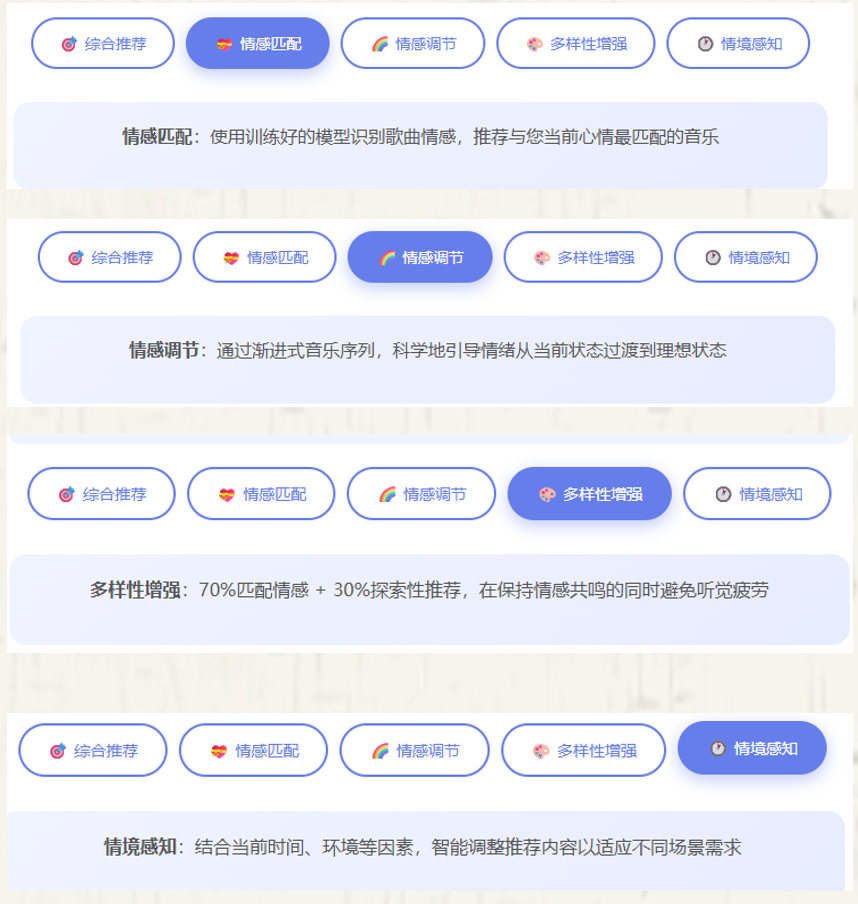 🎯 综合推荐 💝 情感匹配 🌈 情感调节 🎨 多样性增强 🕐 情境感知
情感匹配：使用训练好的模型识别歌曲情感，推荐与您当前心情最匹配的音乐
🎯 综合推荐 💝 情感匹配 🌈 情感调节 🎨 多样性增强 🕐 情境感知
情感调节：通过渐进式音乐序列，科学地引导情绪从当前状态过渡到理想状态
🎯 综合推荐 💝 情感匹配 🌈 情感调节 🎨 多样性增强 🕐 情境感知
多样性增强：70%匹配情感 + 30%探索性推荐，在保持情感共鸣的同时避免听觉疲劳
🎯 综合推荐 💝 情感匹配 🌈 情感调节 🎨 多样性增强 🕐 情境感知
情境感知：结合当前时间、环境等因素，智能调整推荐内容以适应不同场景需求